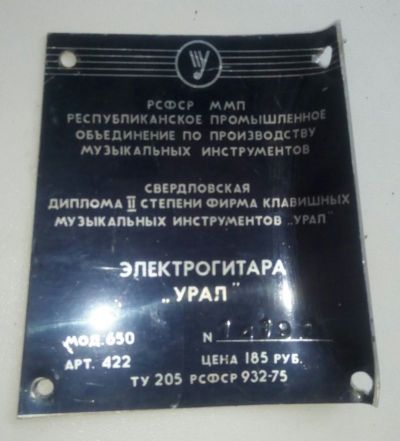 РСФСР ММП
РЕСПУБЛИКАНСКОЕ ПРОМЫШЛЕННОЕ
ОБЪЕДИНЕНИЕ ПО ПРОИЗВОДСТВУ
МУЗЫКАЛЬНЫХ ИНСТРУМЕНТОВ
СВЕРДЛОВСКАЯ
ДИПЛОМА II СТЕПЕНИ ФИРМА КЛАВИШНЫХ
МУЗЫКАЛЬНЫХ ИНСТРУМЕНТОВ „УРАЛ"
ЭЛЕКТРОГИТАРА
„УРАЛ"
МОД. 650 N
АРТ. 422 ЦЕНА 185 РУБ.
ТУ 205 РСФСР 932-75